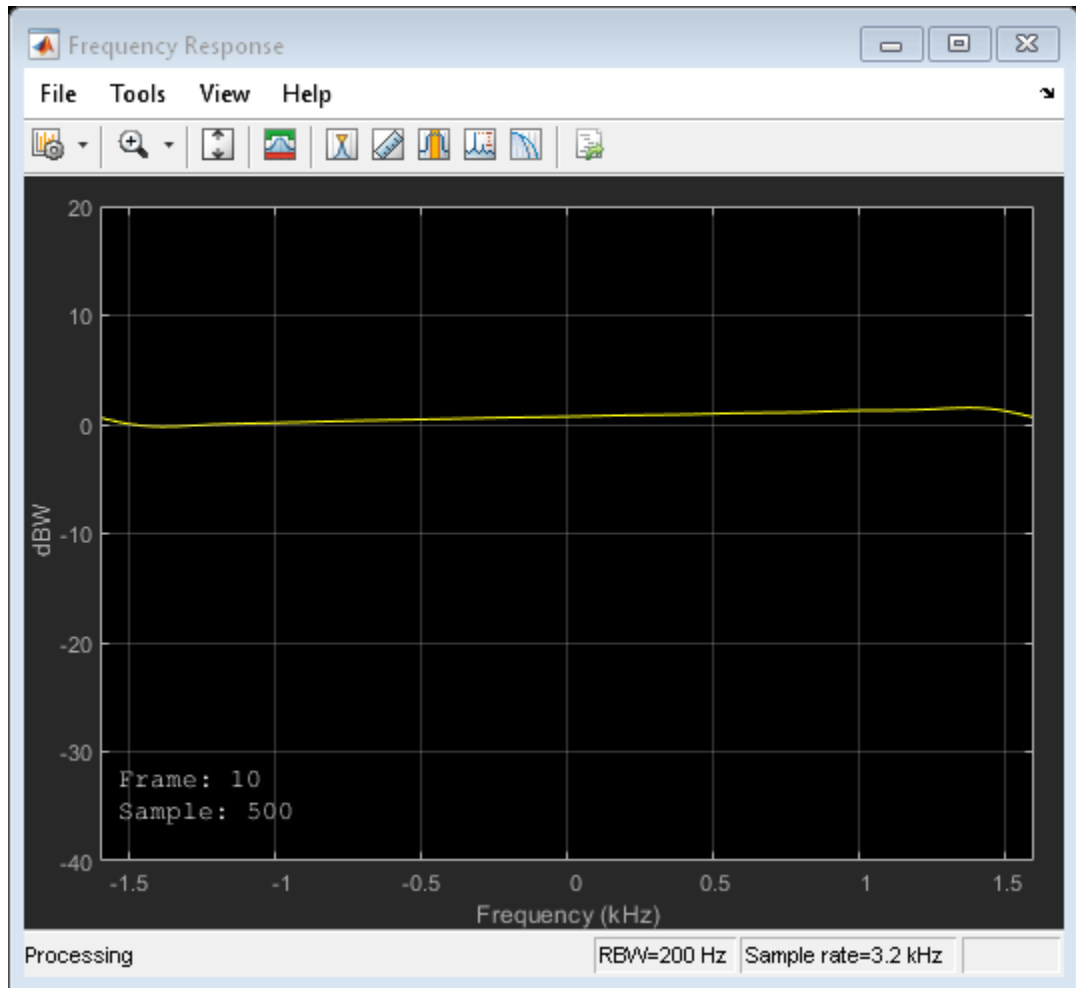 Frequency Response
File Tools View Help
20
10
0
-10
-20
-30
-40
dBW
Frame: 10
Sample: 500
-1.5 -1 -0.5 0 0.5 1 1.5
Frequency (kHz)
Processing RBW=200 Hz Sample rate=3.2 kHz